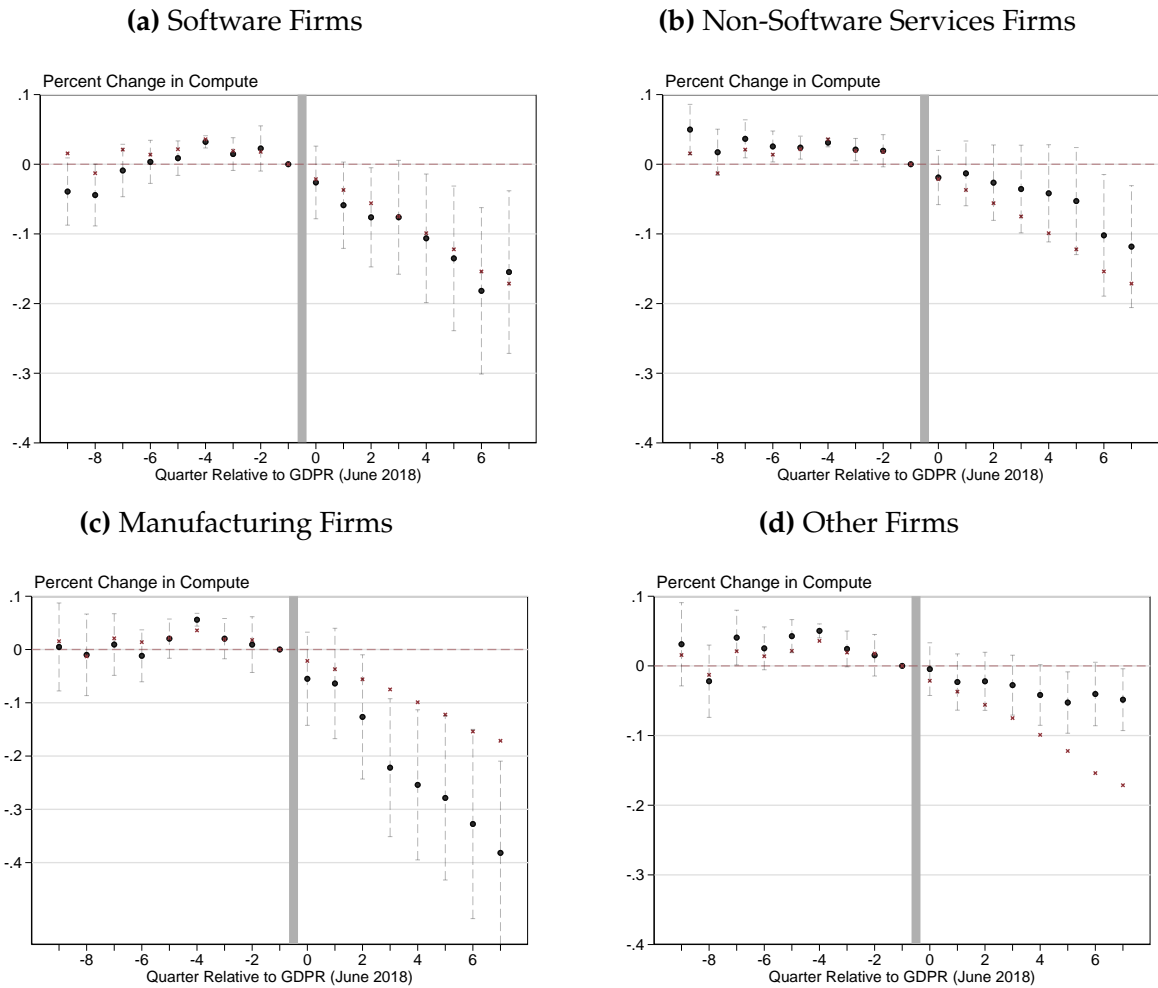 (a) Software Firms
Percent Change in Compute
.1
0
-.1
-.2
-.3
-.4
-8 -6 -4 -2 0 2 4 6
Quarter Relative to GDPR (June 2018)
(b) Non-Software Services Firms
Percent Change in Compute
.1
0
-.1
-.2
-.3
-.4
-8 -6 -4 -2 0 2 4 6
Quarter Relative to GDPR (June 2018)
(c) Manufacturing Firms
Percent Change in Compute
.1
0
-.1
-.2
-.3
-.4
-8 -6 -4 -2 0 2 4 6
Quarter Relative to GDPR (June 2018)
(d) Other Firms
Percent Change in Compute
.1
0
-.1
-.2
-.3
-.4
-8 -6 -4 -2 0 2 4 6
Quarter Relative to GDPR (June 2018)